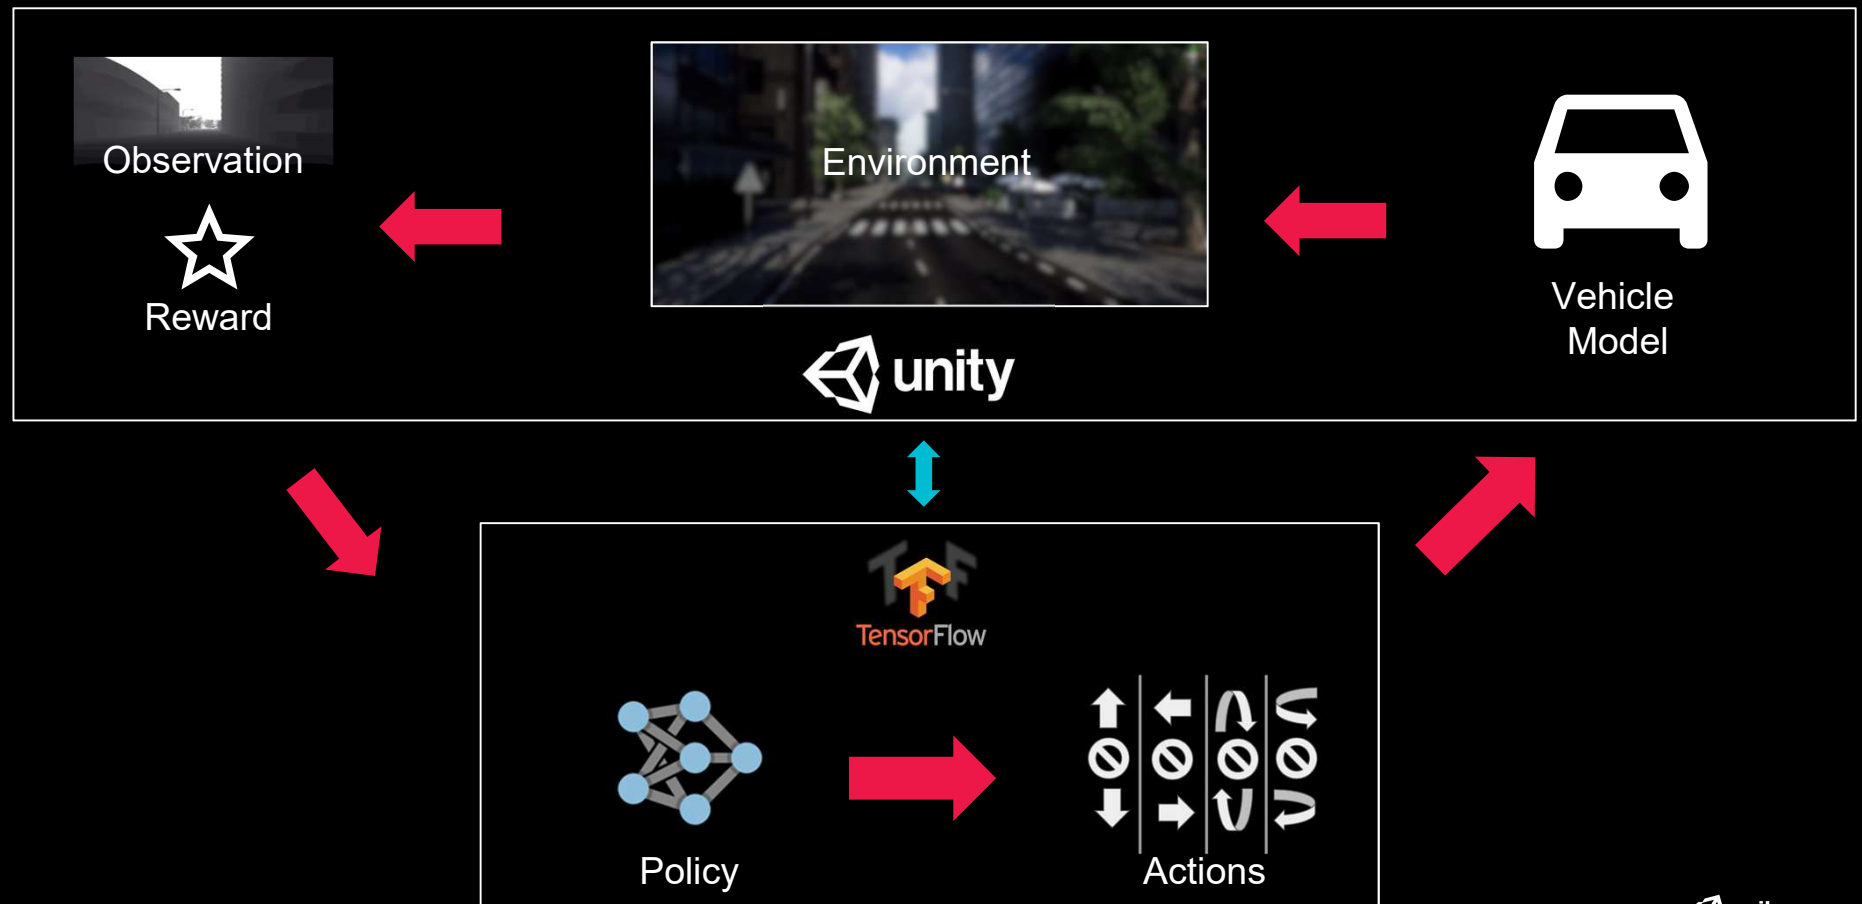 Observation
Reward
Environment
unity
Vehicle
Model
TensorFlow
Policy
Actions